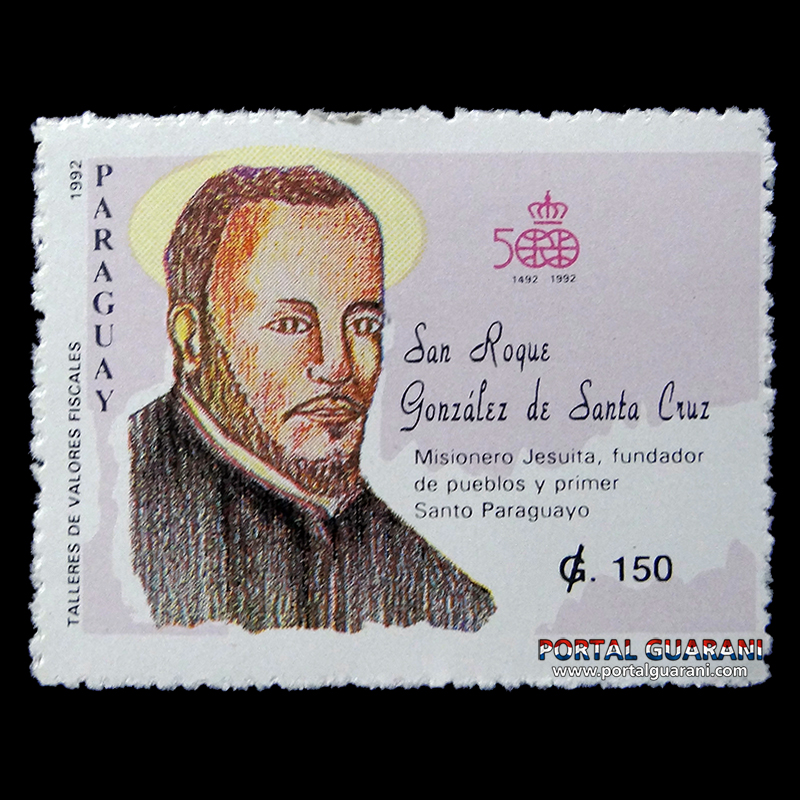 1992
PARAGUAY
TALLERES DE VALORES FISCALES
500
1492 1992
San Roque
González de Santa Cruz
Misionero Jesuita, fundador
de pueblos y primer
Santo Paraguayo
₲. 150
PORTAL GUARANI
www.portalguarani.com